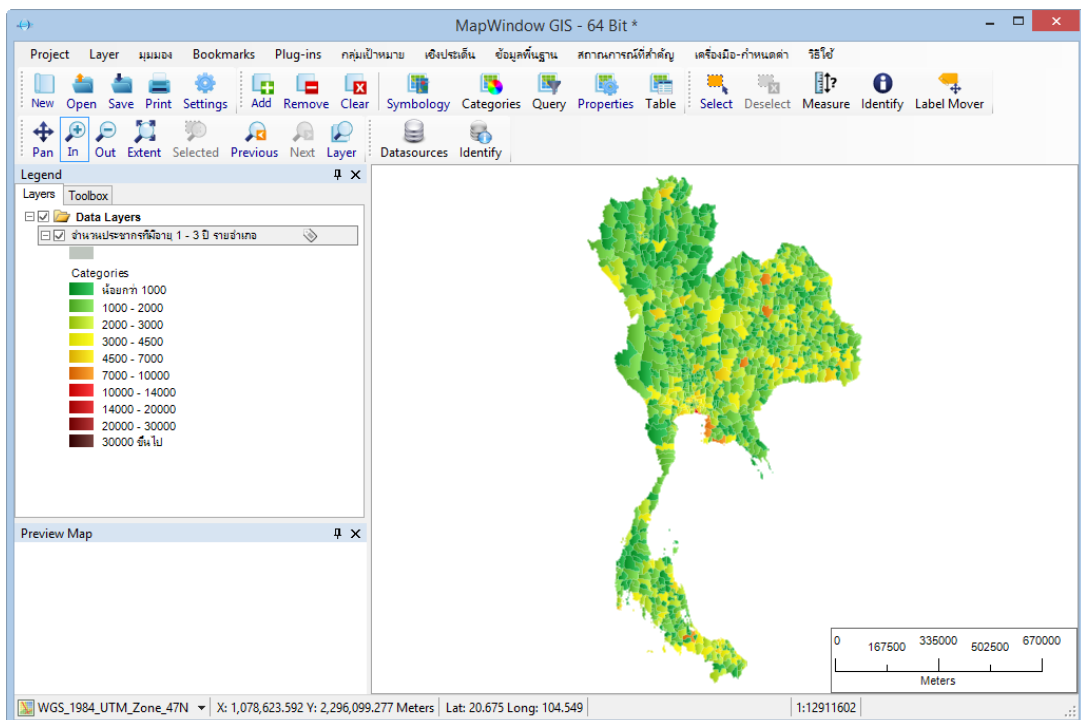 MapWindow GIS - 64 Bit *
Project Layer มุมมอง Bookmarks Plug-ins กลุ่มเป้าหมาย เชิงประเด็น ข้อมูลพื้นฐาน สถานการณ์ที่สำคัญ เครื่องมือ-กำหนดค่า วิธีใช้
New Open Save Print Settings Add Remove Clear Symbology Categories Query Properties Table Select Deselect Measure Identify Label Mover
Pan In Out Extent Selected Previous Next Layer Datasources Identify
Legend
Layers Toolbox
Data Layers
จำนวนประชากรที่มีอายุ 1 - 3 ปี รายอำเภอ
Categories
น้อยกว่า 1000
1000 - 2000
2000 - 3000
3000 - 4500
4500 - 7000
7000 - 10000
10000 - 14000
14000 - 20000
20000 - 30000
30000 ขึ้นไป
Preview Map
0 167500 335000 502500 670000
Meters
WGS_1984_UTM_Zone_47N X: 1,078,623.592 Y: 2,296,099.277 Meters Lat: 20.675 Long: 104.549 1:12911602